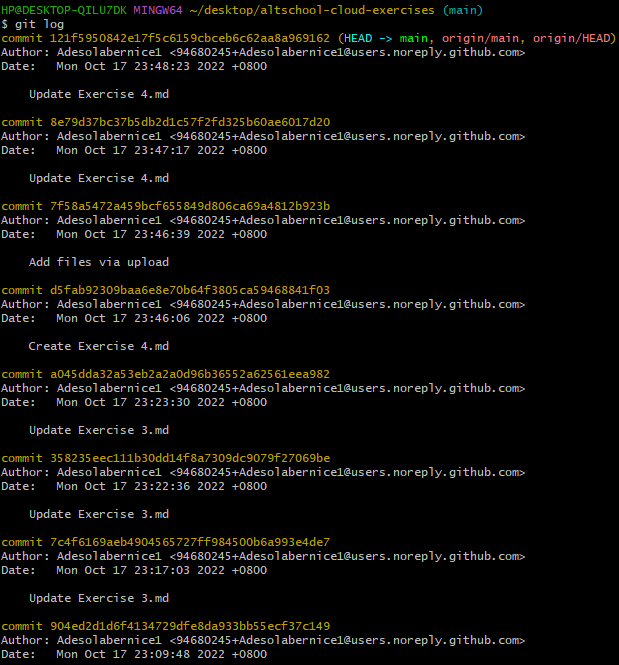 HP@DESKTOP-QILU7DK MINGW64 ~/desktop/altschool-cloud-exercises (main)
$ git log
commit 121f5950842e17f5c6159cbceb6c62aa8a969162 (HEAD -> main, origin/main, origin/HEAD)
Author: Adesolabernice1 <94680245+Adesolabernice1@users.noreply.github.com>
Date:   Mon Oct 17 23:48:23 2022 +0800

    Update Exercise 4.md

commit 8e79d37bc37b5db2d1c57f2fd325b60ae6017d20
Author: Adesolabernice1 <94680245+Adesolabernice1@users.noreply.github.com>
Date:   Mon Oct 17 23:47:17 2022 +0800

    Update Exercise 4.md

commit 7f58a5472a459bcf655849d806ca69a4812b923b
Author: Adesolabernice1 <94680245+Adesolabernice1@users.noreply.github.com>
Date:   Mon Oct 17 23:46:39 2022 +0800

    Add files via upload

commit d5fab92309baa6e8e70b64f3805ca59468841f03
Author: Adesolabernice1 <94680245+Adesolabernice1@users.noreply.github.com>
Date:   Mon Oct 17 23:46:06 2022 +0800

    Create Exercise 4.md

commit a045dda32a53eb2a2a0d96b36552a62561eea982
Author: Adesolabernice1 <94680245+Adesolabernice1@users.noreply.github.com>
Date:   Mon Oct 17 23:23:30 2022 +0800

    Update Exercise 3.md

commit 358235eec111b30dd14f8a7309dc9079f27069be
Author: Adesolabernice1 <94680245+Adesolabernice1@users.noreply.github.com>
Date:   Mon Oct 17 23:22:36 2022 +0800

    Update Exercise 3.md

commit 7c4f6169aeb4904565727ff984500b6a993e4de7
Author: Adesolabernice1 <94680245+Adesolabernice1@users.noreply.github.com>
Date:   Mon Oct 17 23:17:03 2022 +0800

    Update Exercise 3.md

commit 904ed2d1d6f4134729dfe8da933bb55ecf37c149
Author: Adesolabernice1 <94680245+Adesolabernice1@users.noreply.github.com>
Date:   Mon Oct 17 23:09:48 2022 +0800